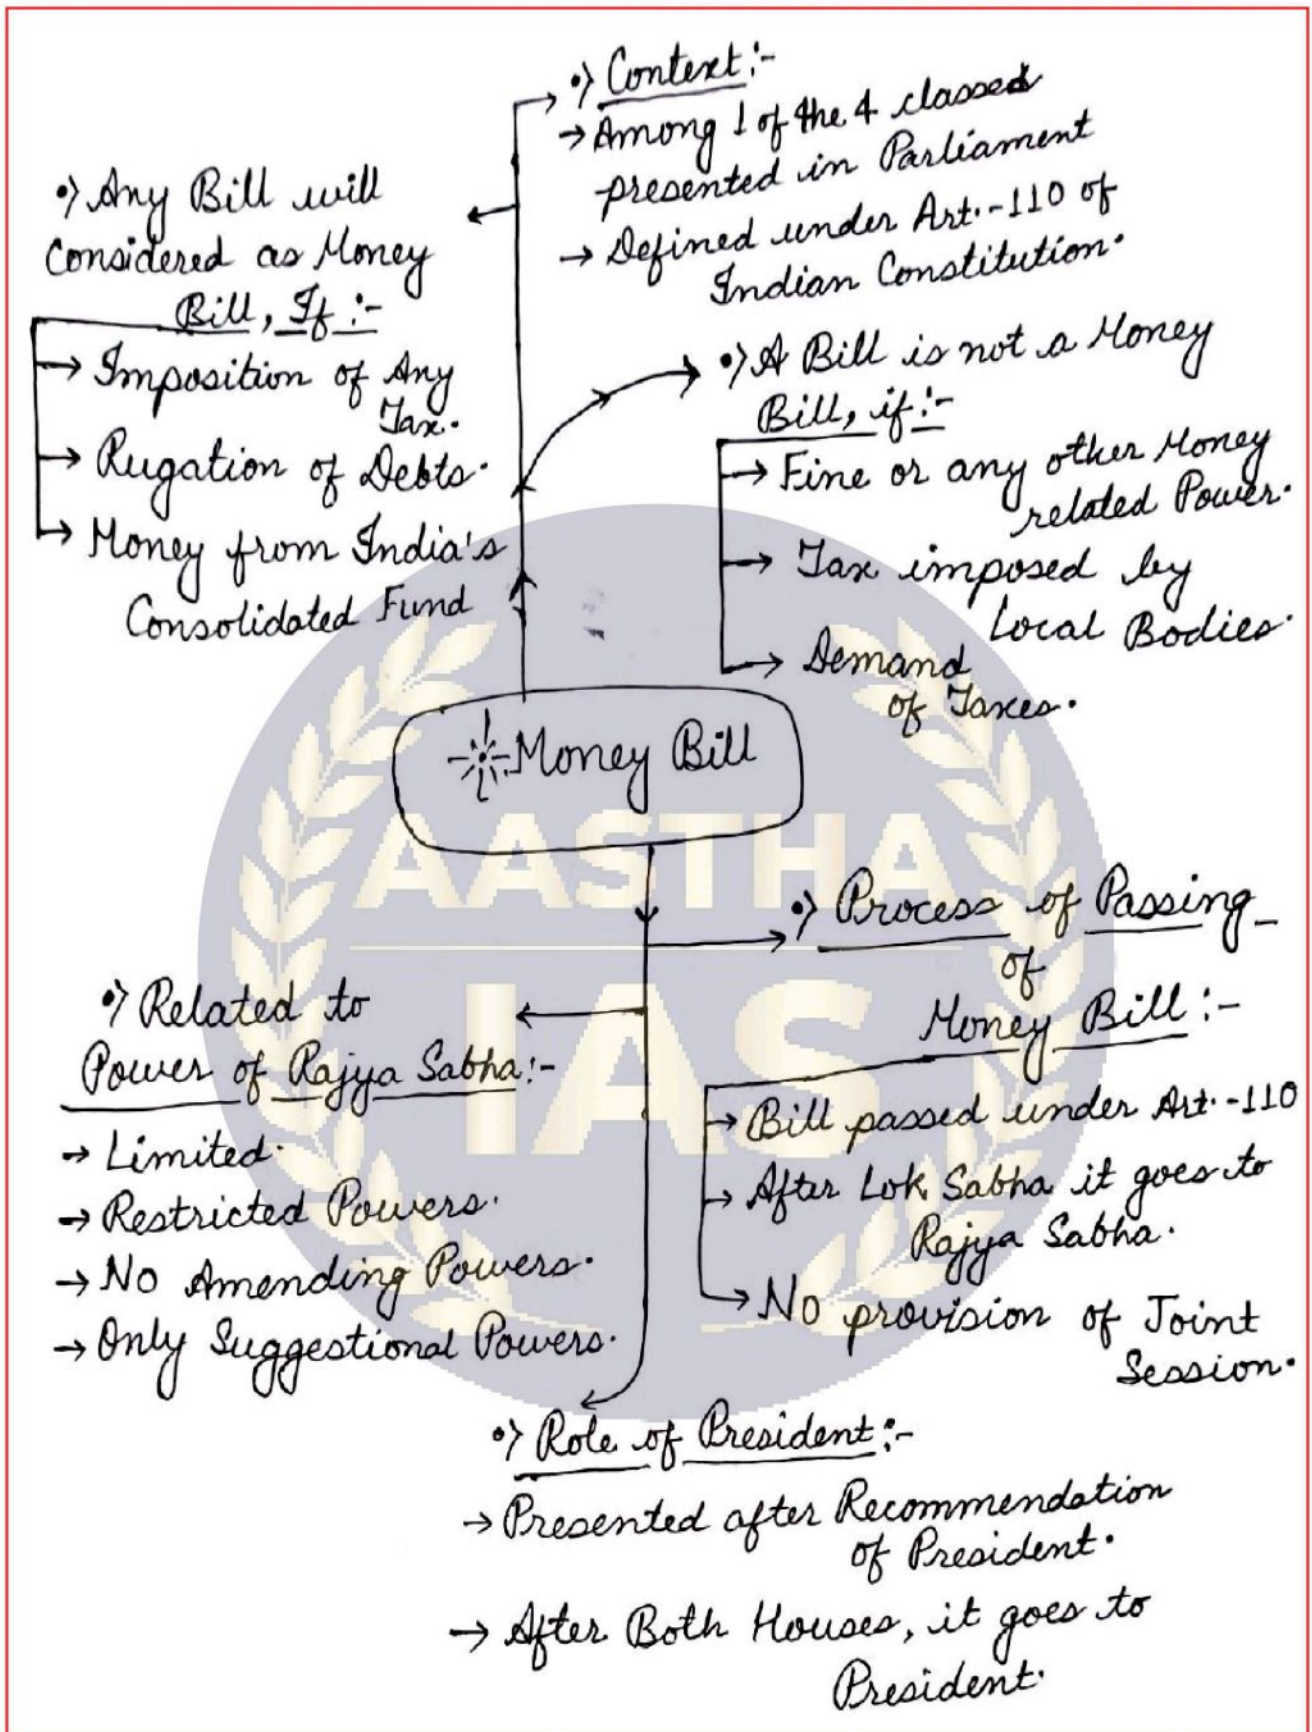 •) Context:-
→ Among 1 of the 4 classed
presented in Parliament
→ Defined under Art.-110 of
Indian Constitution.
•) Any Bill will
Considered as Money
Bill, If :-
→ Imposition of Any
Tax.
→ Rugation of Debts.
→ Money from India's
Consolidated Fund
•) A Bill is not a Money
Bill, if :-
→ Fine or any other Money
related Power.
→ Tax imposed by
Local Bodies.
→ Demand
of Taxes.
Money Bill
AASTHA
IAS
•) Process of Passing
of
Money Bill :-
→ Bill passed under Art.-110
→ After Lok Sabha it goes to
Rajya Sabha.
→ No provision of Joint
Session.
•) Related to
Power of Rajya Sabha:-
→ Limited.
→ Restricted Powers.
→ No Amending Powers.
→ Only Suggestional Powers.
•) Role of President :-
→ Presented after Recommendation
of President.
→ After Both Houses, it goes to
President.